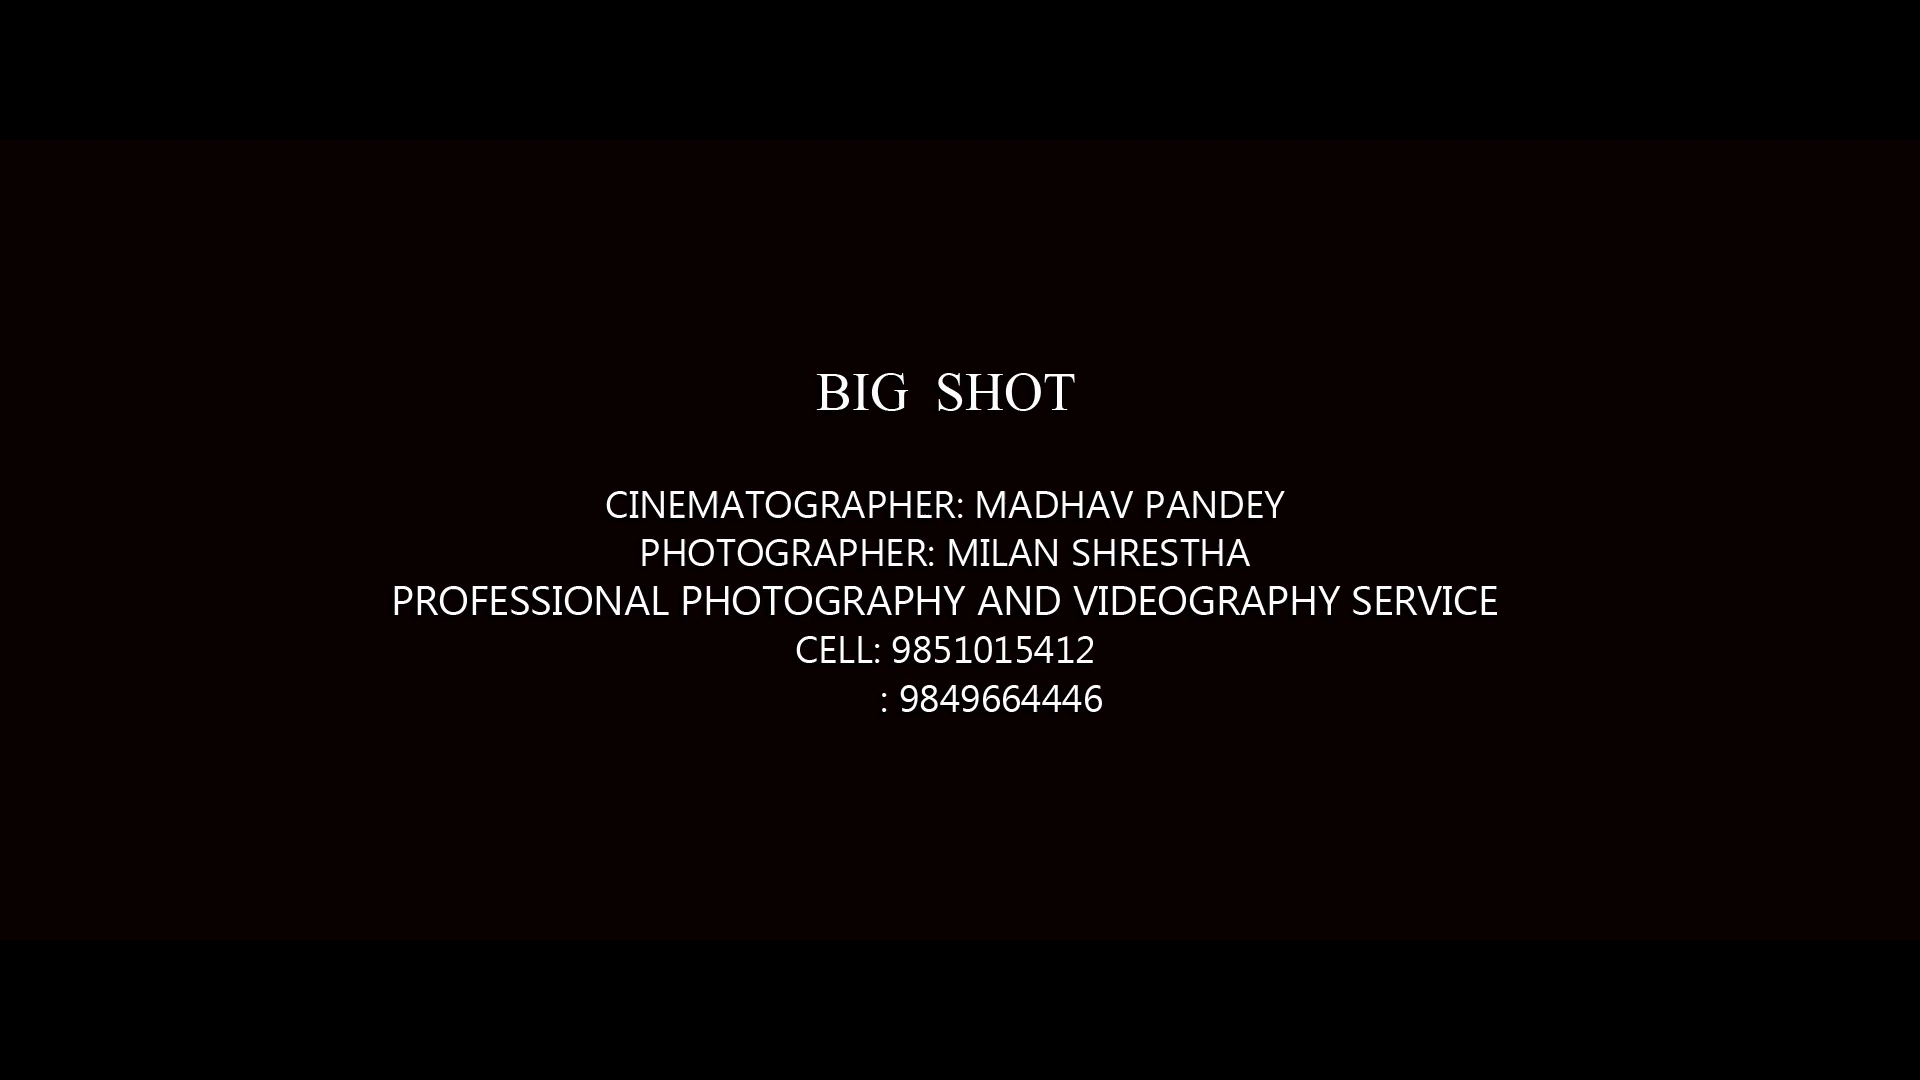 BIG SHOT
CINEMATOGRAPHER: MADHAV PANDEY
PHOTOGRAPHER: MILAN SHRESTHA
PROFESSIONAL PHOTOGRAPHY AND VIDEOGRAPHY SERVICE
CELL: 9851015412
: 9849664446